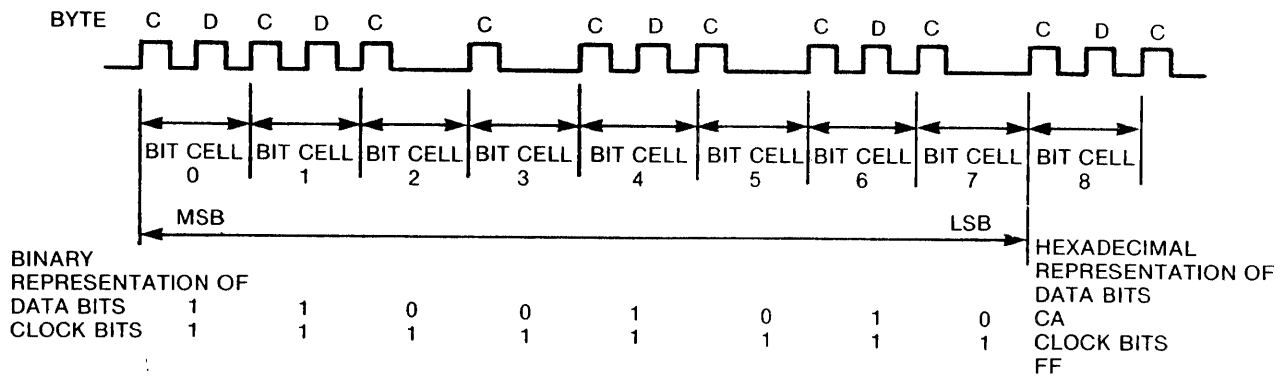 BYTE C D C D C C C D C C D C C D C
BIT CELL BIT CELL BIT CELL BIT CELL BIT CELL BIT CELL BIT CELL BIT CELL BIT CELL
0 1 2 3 4 5 6 7 8
MSB LSB
BINARY
REPRESENTATION OF
DATA BITS 1 1 0 0 1 0 1 0
CLOCK BITS 1 1 1 1 1 1 1 1
HEXADECIMAL
REPRESENTATION OF
DATA BITS
CA
CLOCK BITS
FF